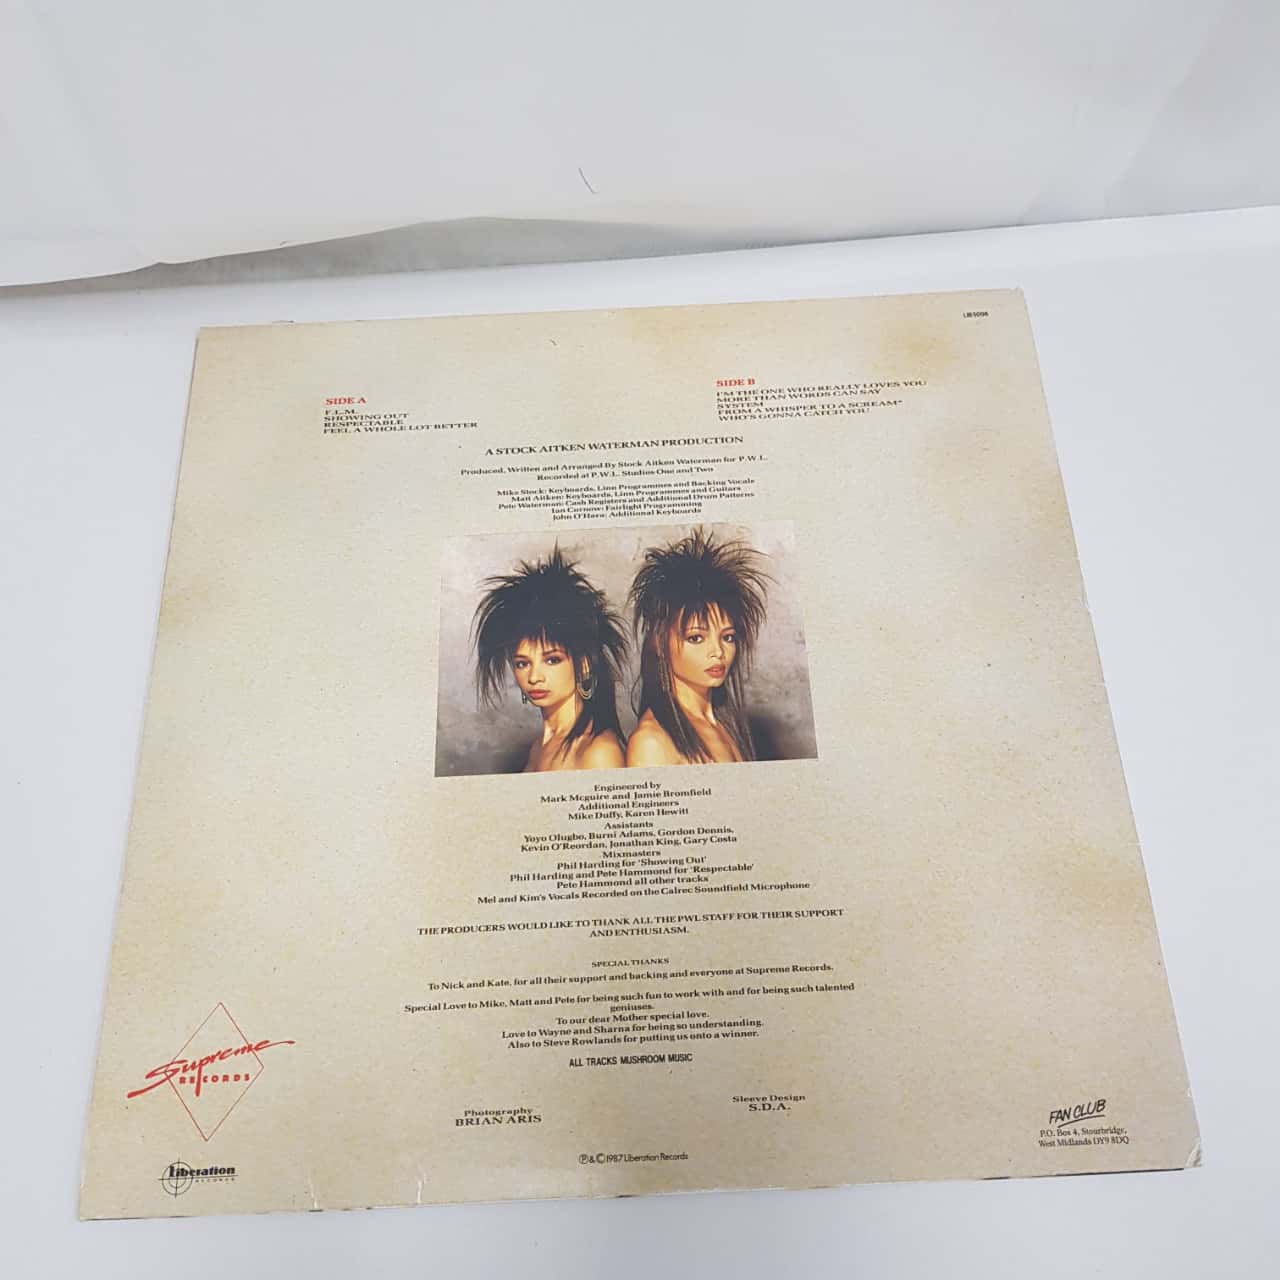 LIB 5098
SIDE A
F.L.M.
SHOWING OUT
RESPECTABLE
FEEL A WHOLE LOT BETTER
SIDE B
I'M THE ONE WHO REALLY LOVES YOU
MORE THAN WORDS CAN SAY
SYSTEM
FROM A WHISPER TO A SCREAM*
WHO'S GONNA CATCH YOU
A STOCK AITKEN WATERMAN PRODUCTION
Produced, Written and Arranged By Stock Aitken Waterman for P.W.L.
Recorded at P.W.L. Studios One and Two
Mike Stock: Keyboards, Linn Programmes and Backing Vocals
Matt Aitken: Keyboards, Linn Programmes and Guitars
Pete Waterman: Cash Registers and Additional Drum Patterns
Ian Curnow: Fairlight Programming
John O'Hara: Additional Keyboards
Engineered by
Mark Mcguire and Jamie Bromfield
Additional Engineers
Mike Duffy, Karen Hewitt
Assistants
Yoyo Olugbo, Burni Adams, Gordon Dennis,
Kevin O'Reordan, Jonathan King, Gary Costa
Mixmasters
Phil Harding for 'Showing Out'
Phil Harding and Pete Hammond for 'Respectable'
Pete Hammond all other tracks
Mel and Kim's Vocals Recorded on the Calrec Soundfield Microphone
THE PRODUCERS WOULD LIKE TO THANK ALL THE PWL STAFF FOR THEIR SUPPORT
AND ENTHUSIASM.
SPECIAL THANKS
To Nick and Kate, for all their support and backing and everyone at Supreme Records.
Special Love to Mike, Matt and Pete for being such fun to work with and for being such talented
geniuses.
To our dear Mother special love.
Love to Wayne and Sharna for being so understanding.
Also to Steve Rowlands for putting us onto a winner.
ALL TRACKS MUSHROOM MUSIC
Supreme
RECORDS
Photography
BRIAN ARIS
Sleeve Design
S.D.A.
FAN CLUB
P.O. Box 4, Stourbridge,
West Midlands DY9 8DQ
Liberation
RECORDS
℗ & © 1987 Liberation Records